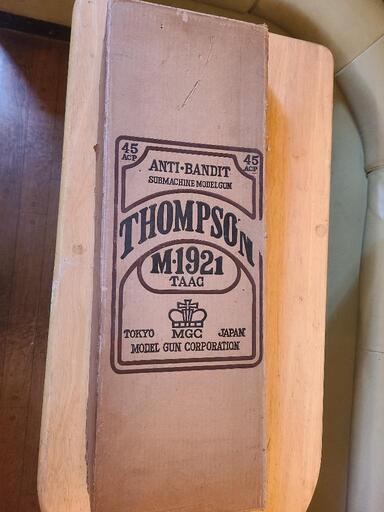 45 ACP
45 ACP
ANTI·BANDIT
SUBMACHINE MODELGUN
THOMPSON
M·1921
TAAC
MGC
TOKYO JAPAN
MODEL GUN CORPORATION